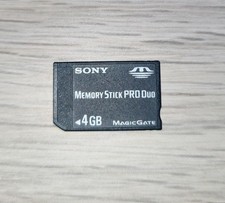 SONY
MEMORY STICK PRO DUO
4GB
MAGICGATE